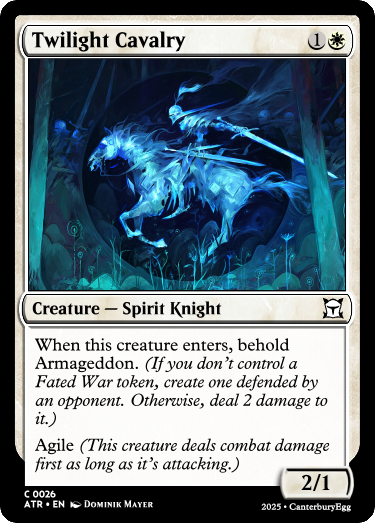 Twilight Cavalry 1
Creature — Spirit Knight
When this creature enters, behold
Armageddon. (If you don't control a
Fated War token, create one defended by
an opponent. Otherwise, deal 2 damage to
it.)
Agile (This creature deals combat damage
first as long as it's attacking.)
2/1
C 0026
ATR • EN Dominik Mayer
2025 • CanterburyEgg